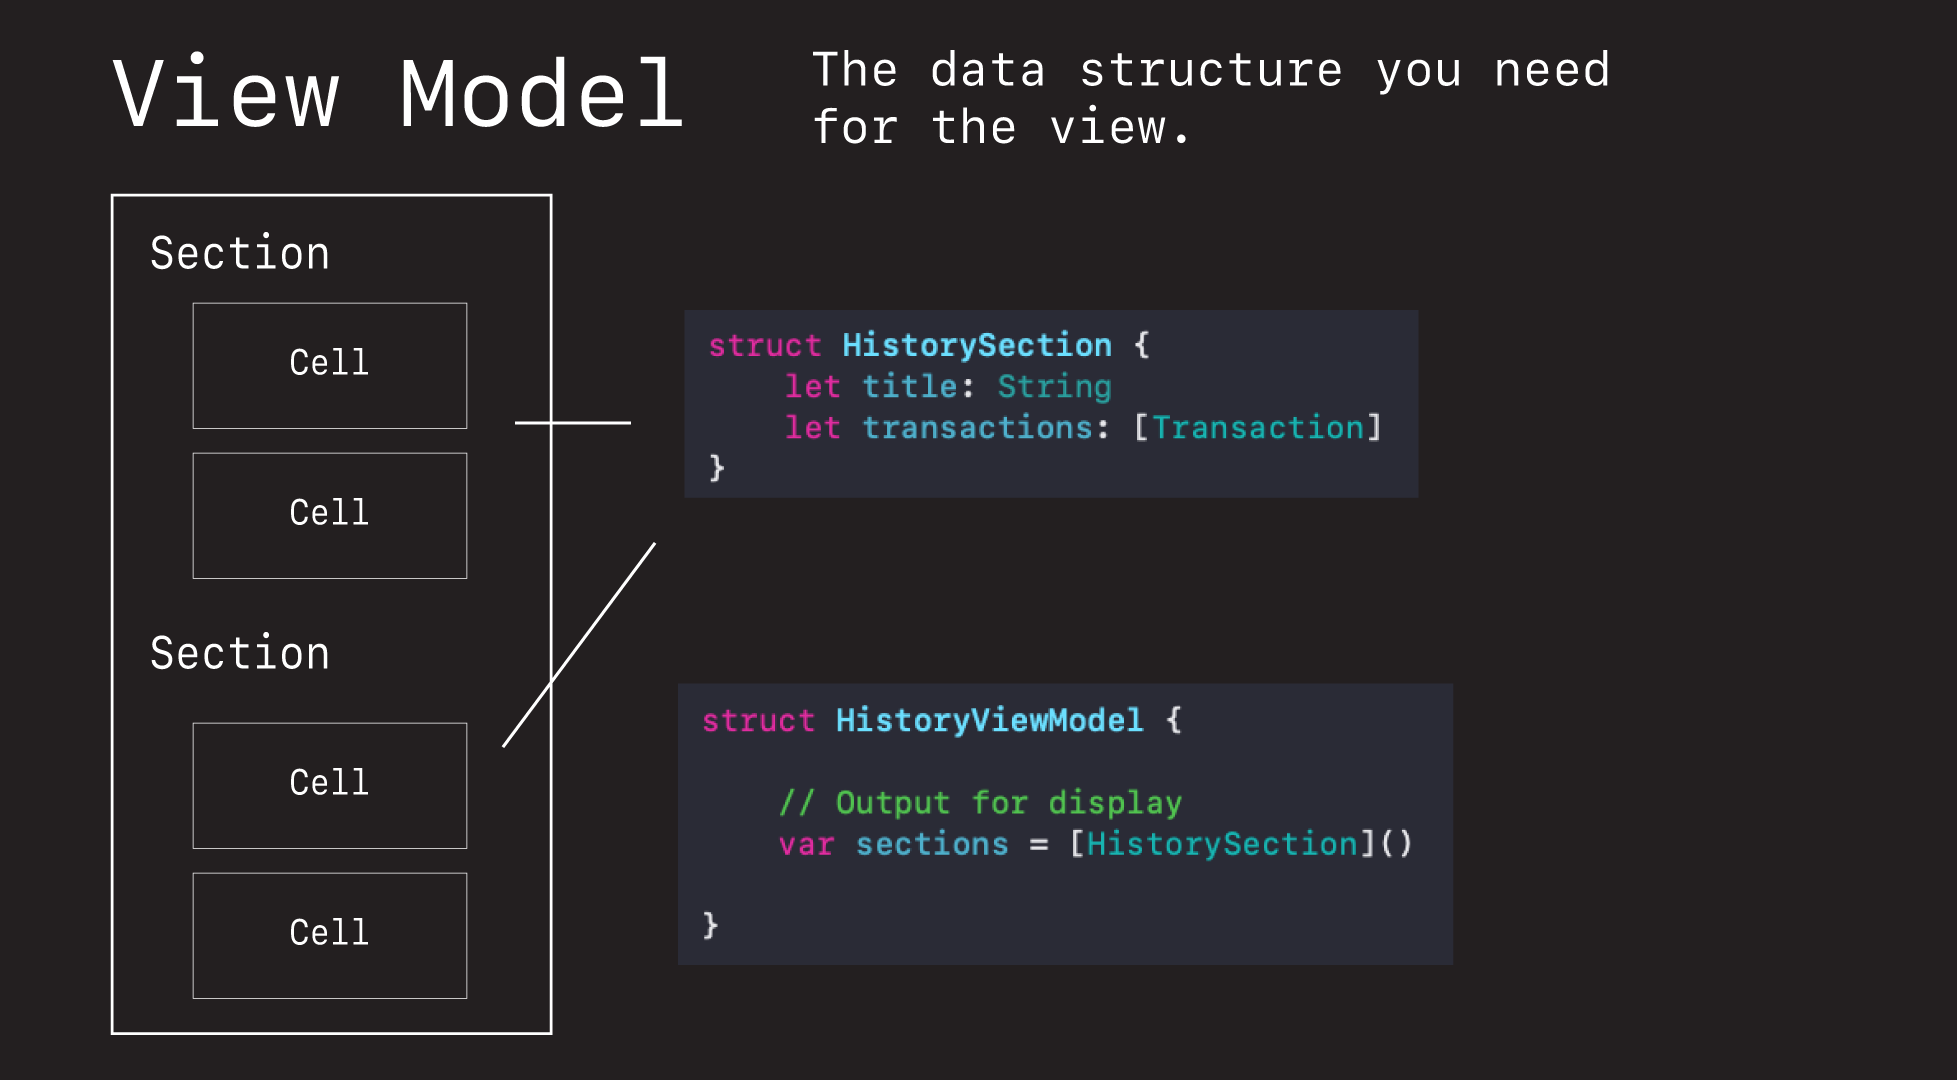 View Model
The data structure you need
for the view.
Section
Cell
Cell
Section
Cell
Cell
struct HistorySection {
    let title: String
    let transactions: [Transaction]
}
struct HistoryViewModel {
    // Output for display
    var sections = [HistorySection]()
}